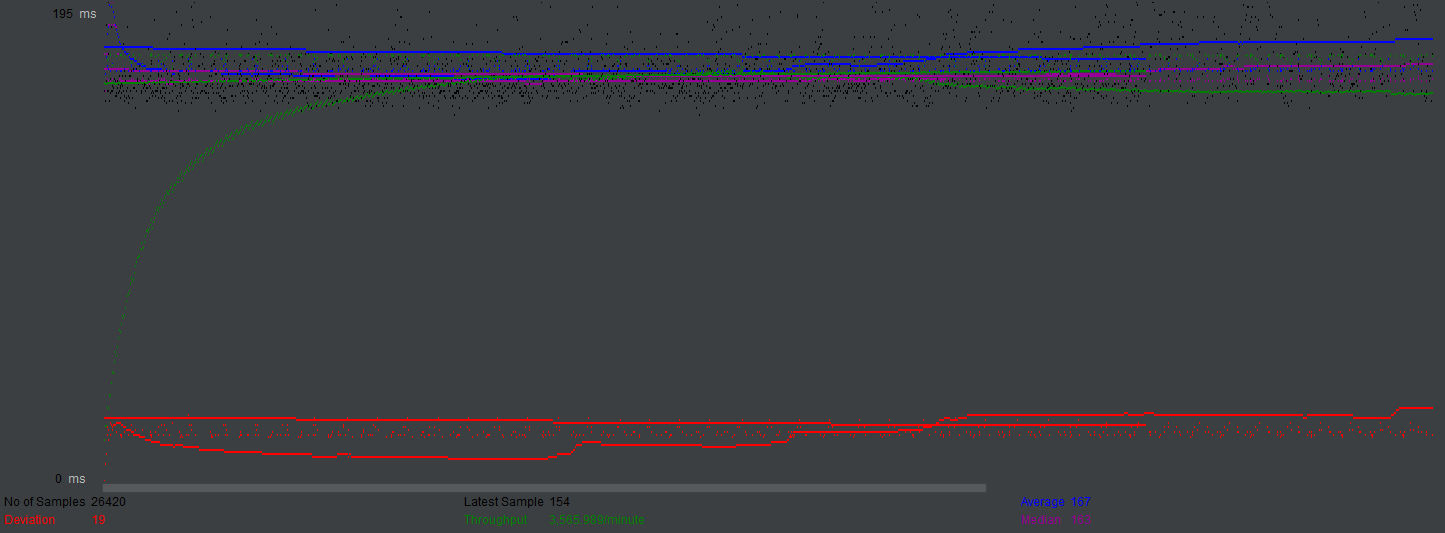 195 ms
0 ms
No of Samples 26420 Latest Sample 154 Average 167
Deviation 19 Throughput 3,565.989/minute Median